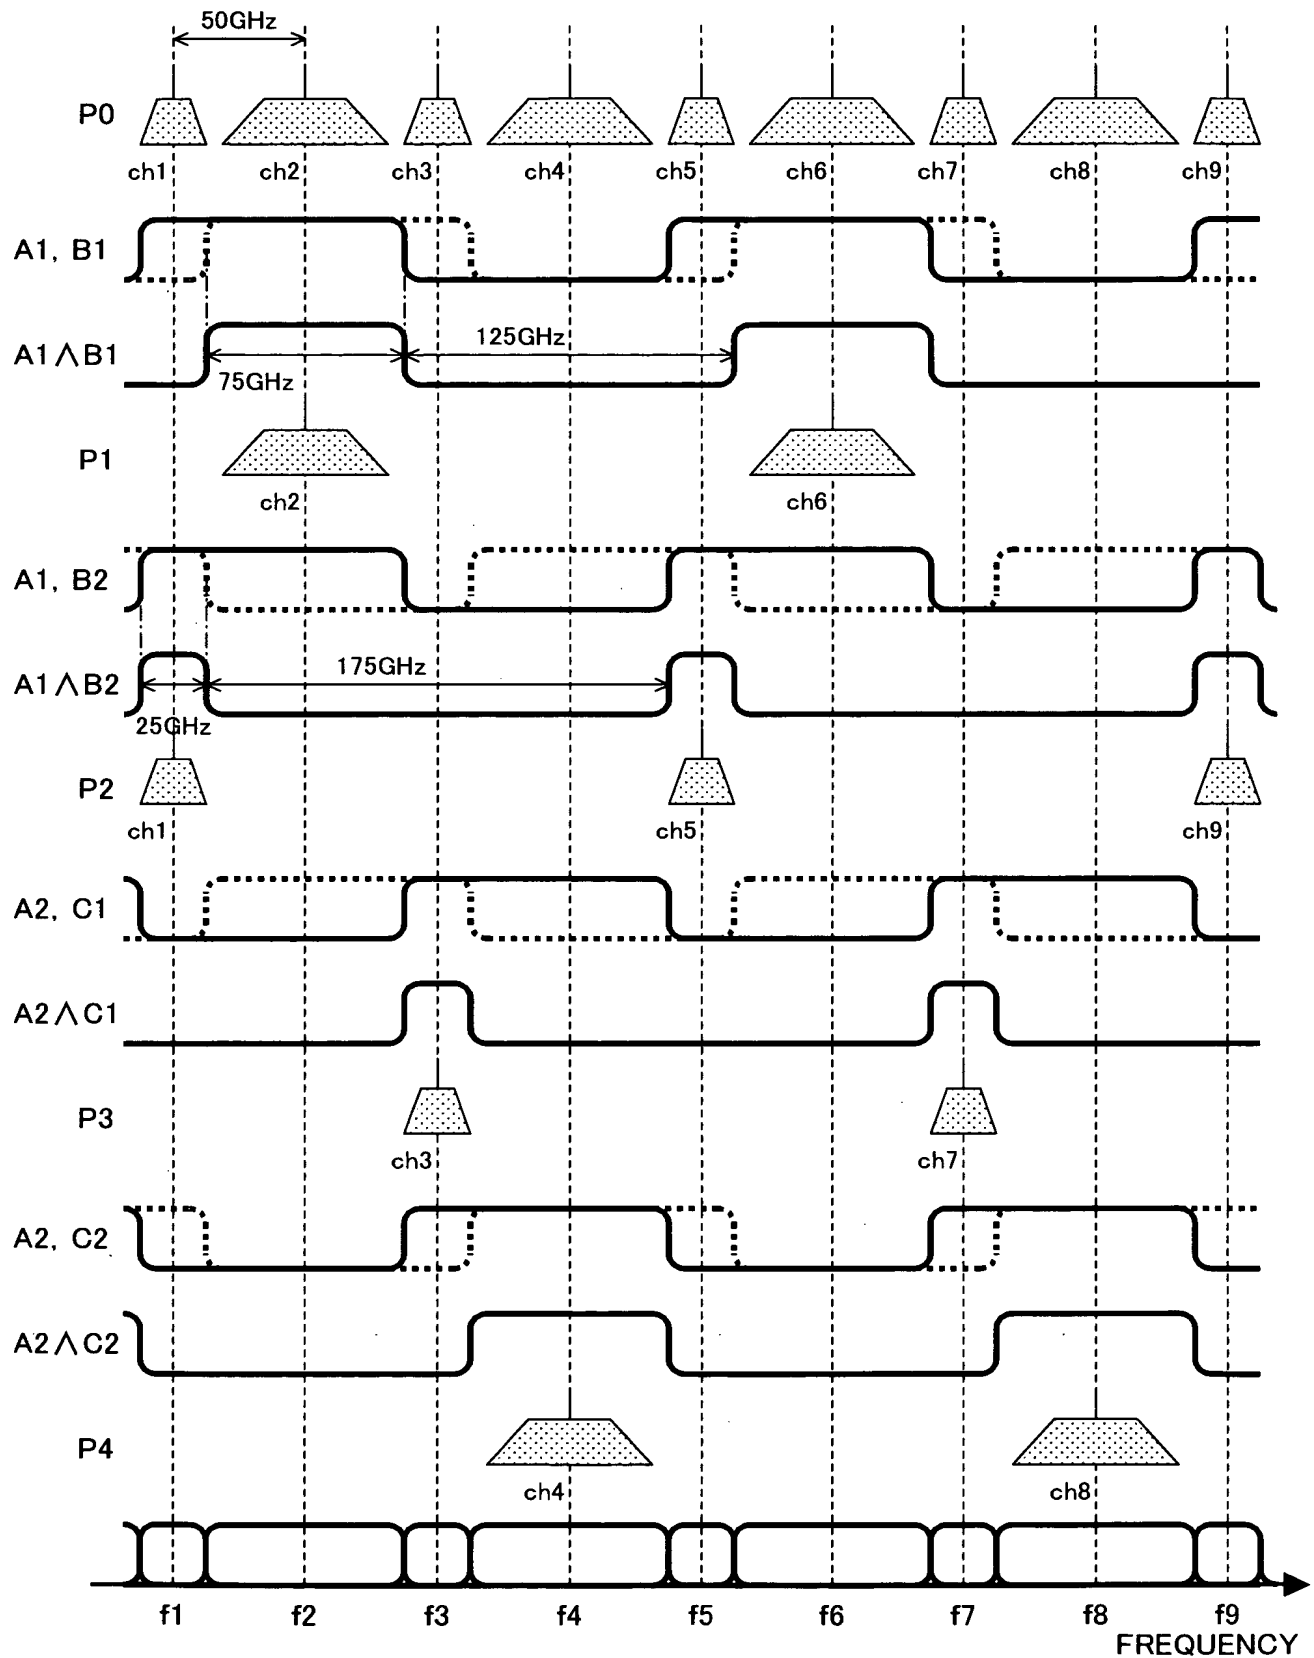 50GHz
P0
ch1 ch2 ch3 ch4 ch5 ch6 ch7 ch8 ch9
A1, B1
A1∧B1
125GHz
75GHz
P1
ch2 ch6
A1, B2
A1∧B2
175GHz
25GHz
P2
ch1 ch5 ch9
A2, C1
A2∧C1
P3
ch3 ch7
A2, C2
A2∧C2
P4
ch4 ch8
f1 f2 f3 f4 f5 f6 f7 f8 f9
FREQUENCY